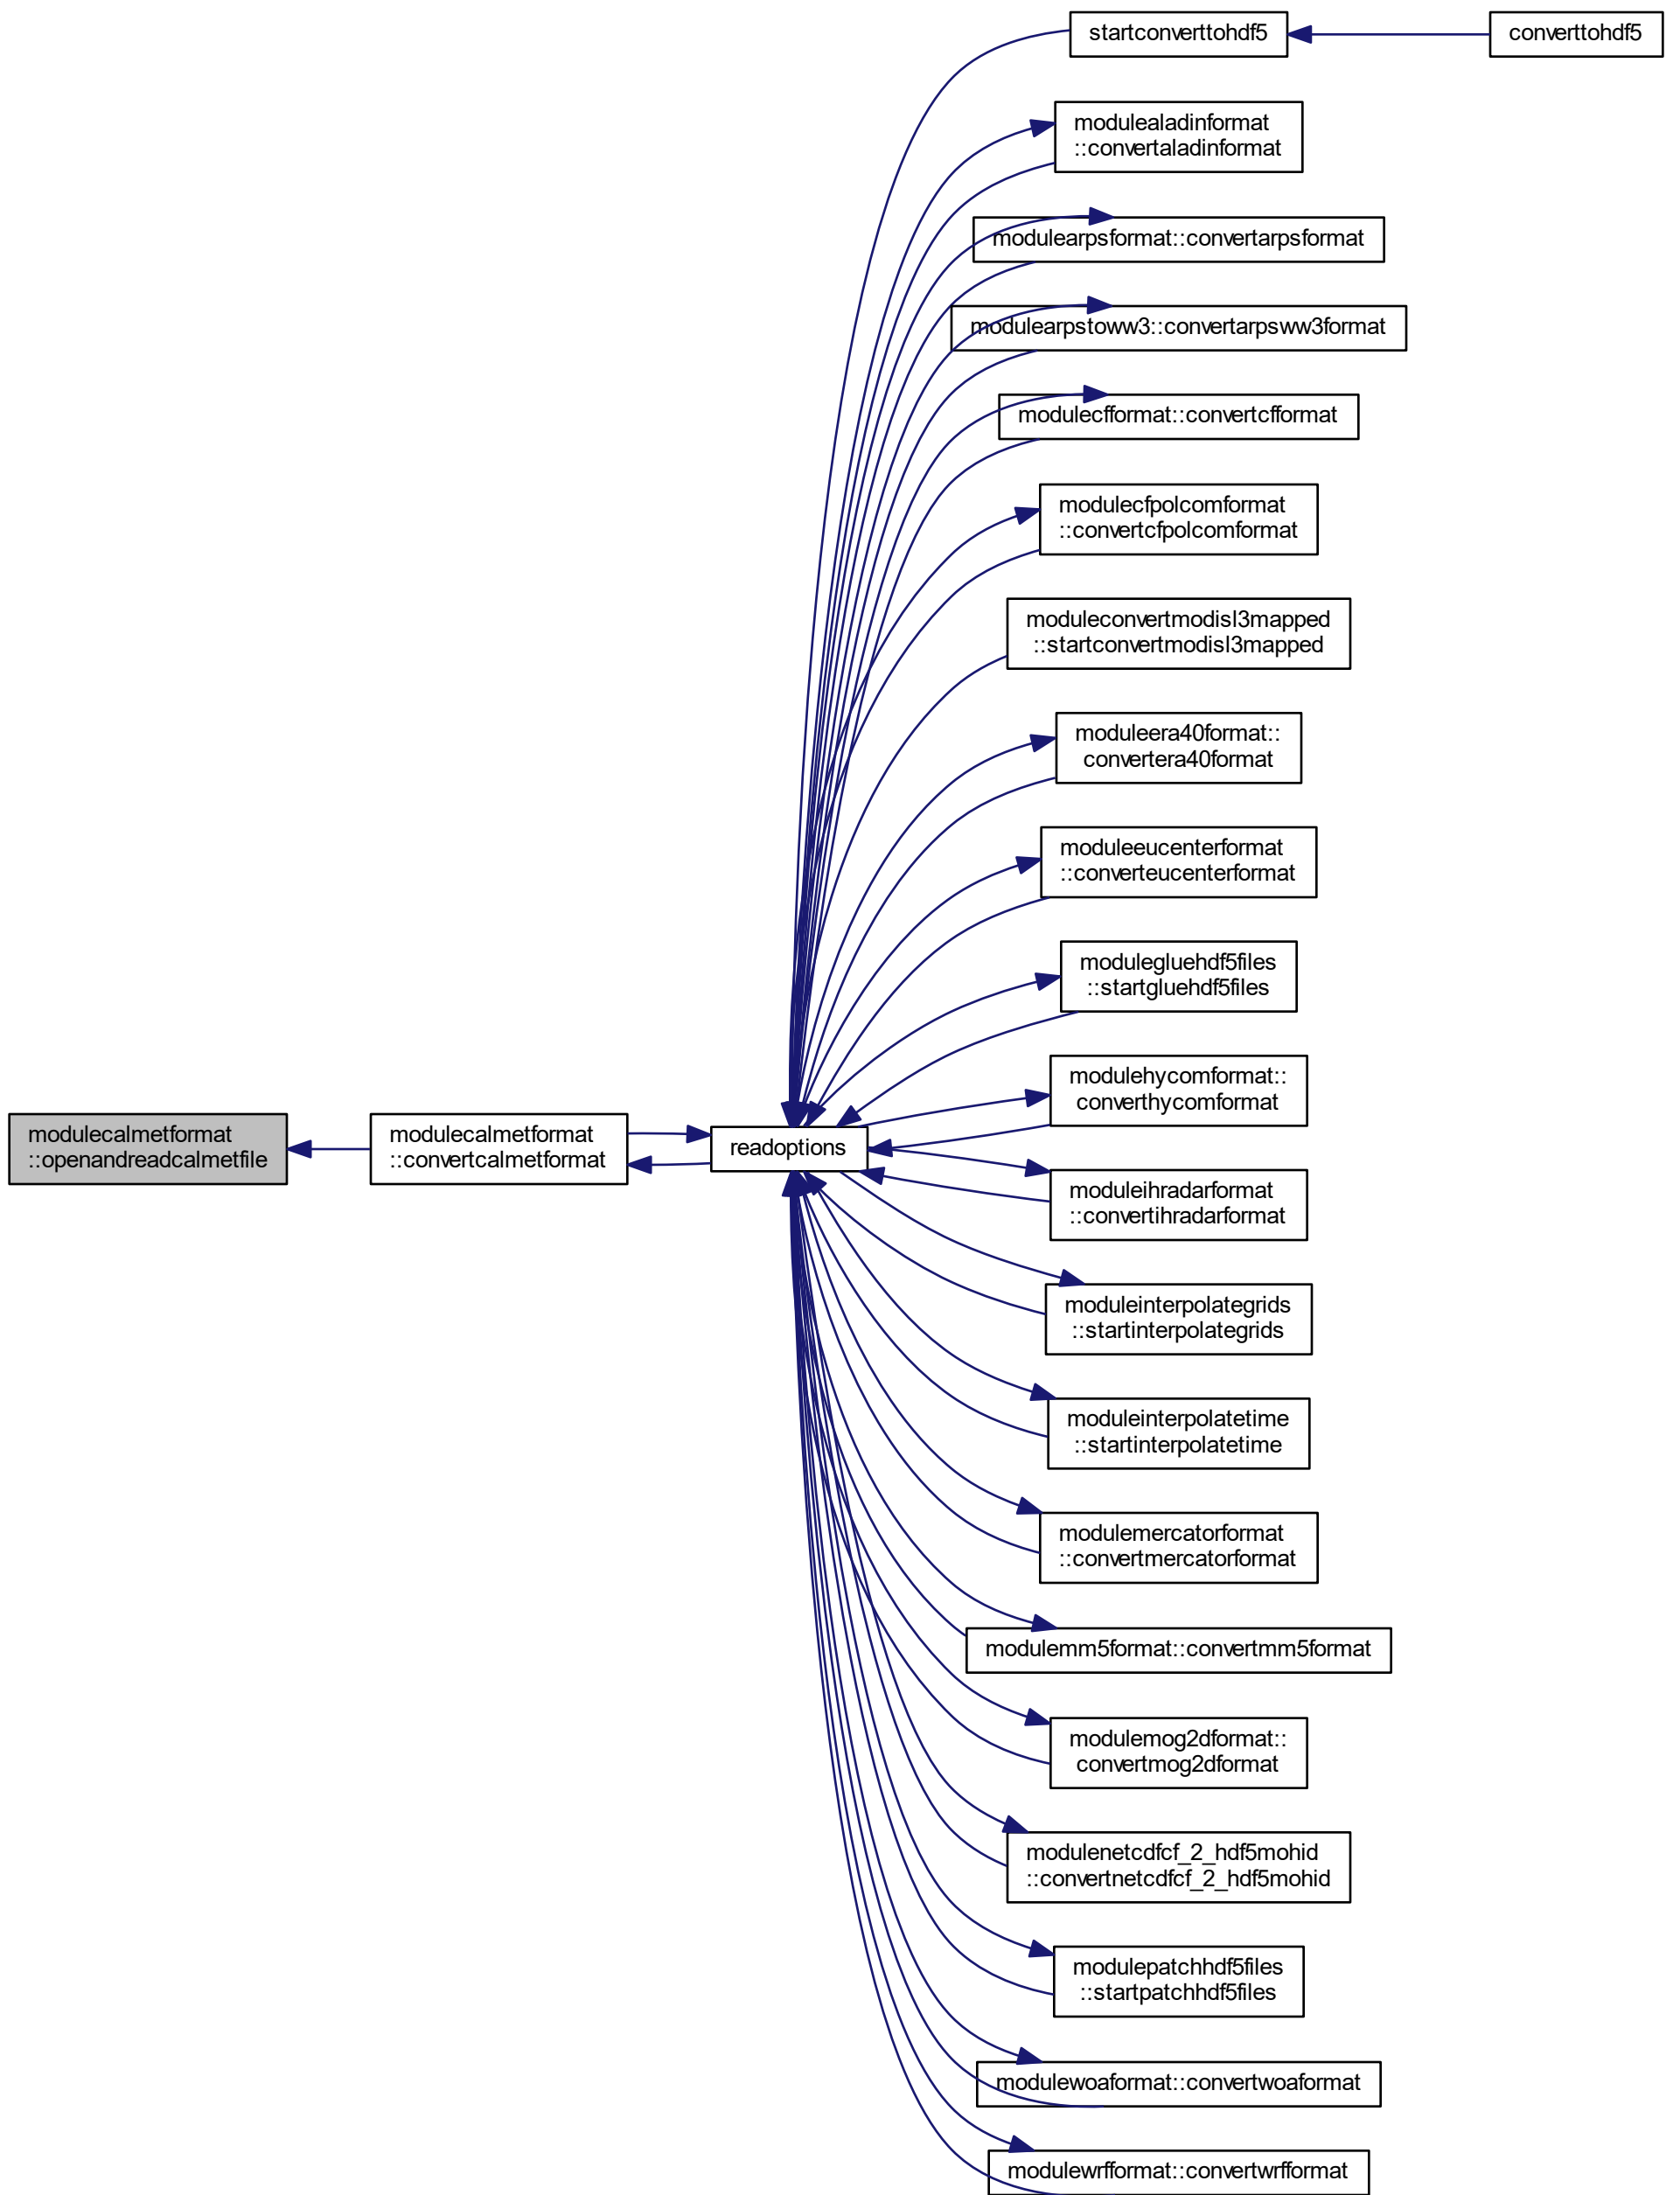 startconverttohdf5
converttohdf5
modulealadinformat
::convertaladinformat
modulearpsformat::convertarpsformat
modulearpstoww3::convertarpsww3format
modulecfformat::convertcfformat
modulecfpolcomformat
::convertcfpolcomformat
moduleconvertmodisl3mapped
::startconvertmodisl3mapped
moduleera40format::
convertera40format
moduleeucenterformat
::converteucenterformat
modulegluehdf5files
::startgluehdf5files
modulehycomformat::
converthycomformat
modulecalmetformat
::openandreadcalmetfile
modulecalmetformat
::convertcalmetformat
readoptions
moduleihradarformat
::convertihradarformat
moduleinterpolategrids
::startinterpolategrids
moduleinterpolatetime
::startinterpolatetime
modulemercatorformat
::convertmercatorformat
modulemm5format::convertmm5format
modulemog2dformat::
convertmog2dformat
modulenetcdfcf_2_hdf5mohid
::convertnetcdfcf_2_hdf5mohid
modulepatchhdf5files
::startpatchhdf5files
modulewoaformat::convertwoaformat
modulewrfformat::convertwrfformat